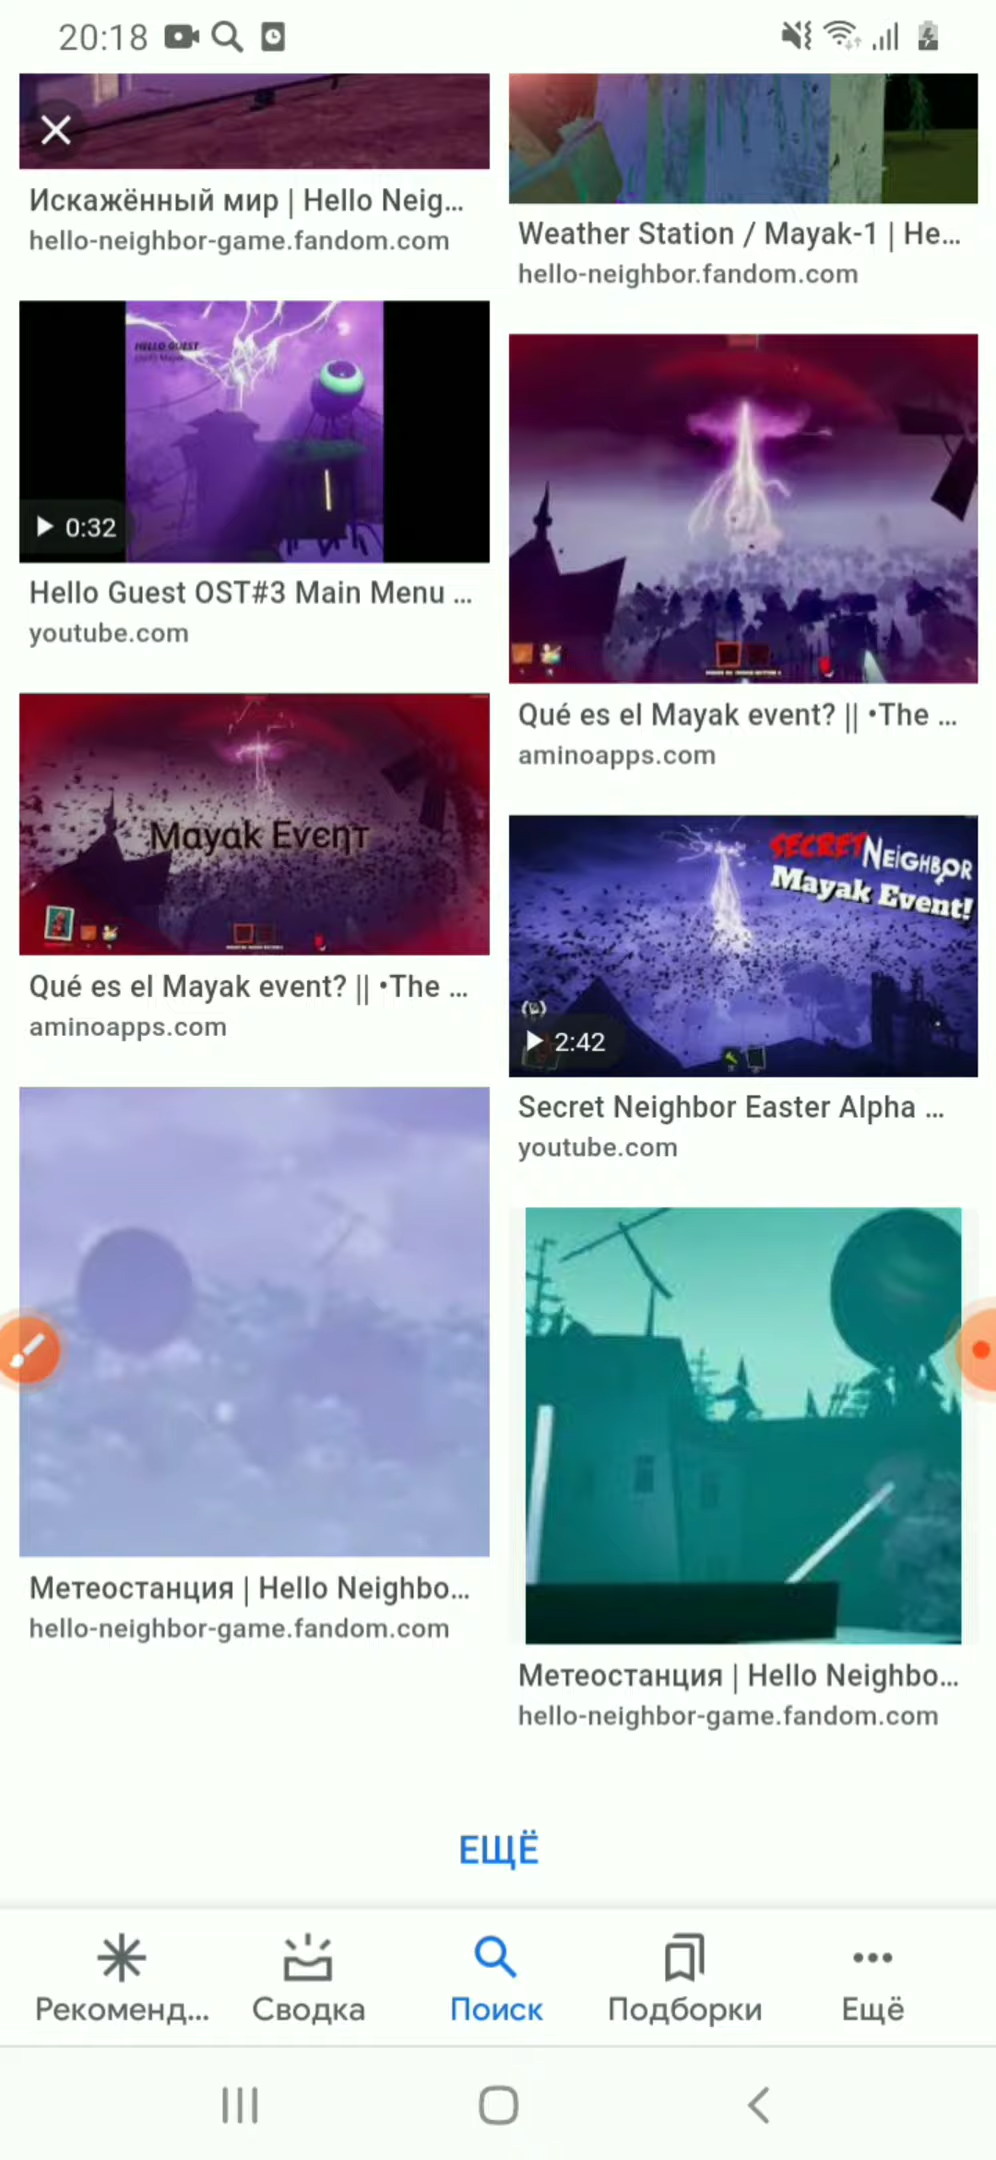 20:18
Искажённый мир | Hello Neig...
hello-neighbor-game.fandom.com
Weather Station / Mayak-1 | He...
hello-neighbor.fandom.com
HELLO GUEST
0:32
Hello Guest OST#3 Main Menu ...
youtube.com
Qué es el Mayak event? || •The ...
aminoapps.com
Mayak Event
Qué es el Mayak event? || •The ...
aminoapps.com
SECRET NEiGHBOR
Mayak Event!
2:42
Secret Neighbor Easter Alpha ...
youtube.com
Метеостанция | Hello Neighbo...
hello-neighbor-game.fandom.com
Метеостанция | Hello Neighbo...
hello-neighbor-game.fandom.com
ЕЩЁ
Рекоменд...
Сводка
Поиск
Подборки
Ещё